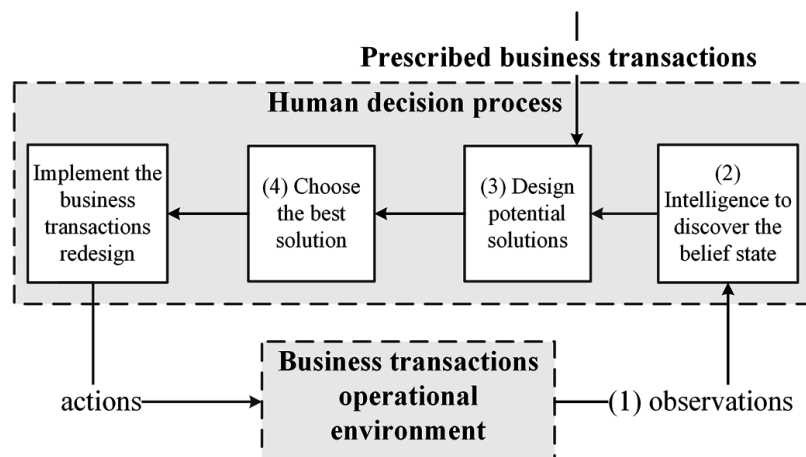 Prescribed business transactions
Human decision process
Implement the
business
transactions
redesign
(4) Choose
the best
solution
(3) Design
potential
solutions
(2)
Intelligence to
discover the
belief state
actions
Business transactions
operational
environment
(1) observations